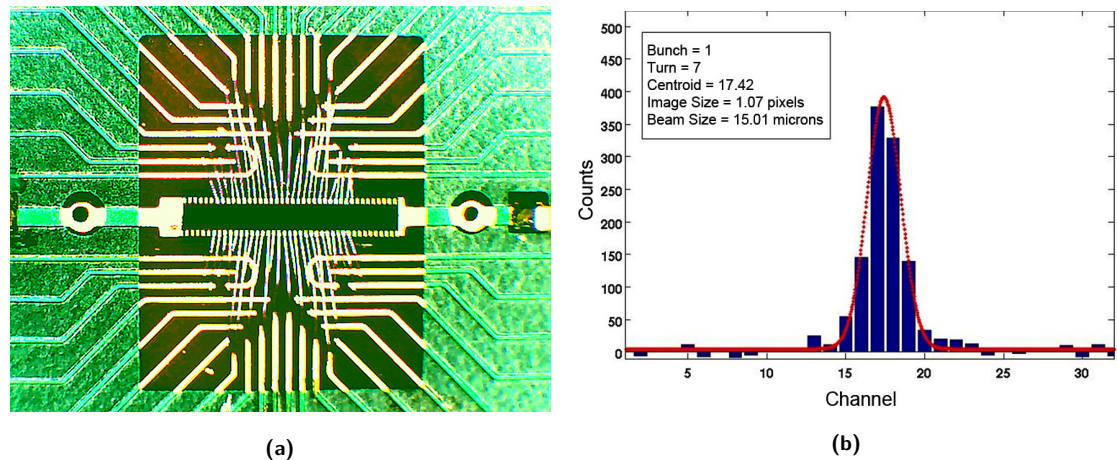 500
450
400
350
300
250
200
150
100
50
0
Counts
Bunch = 1
Turn = 7
Centroid = 17.42
Image Size = 1.07 pixels
Beam Size = 15.01 microns
5 10 15 20 25 30
Channel
(a)
(b)